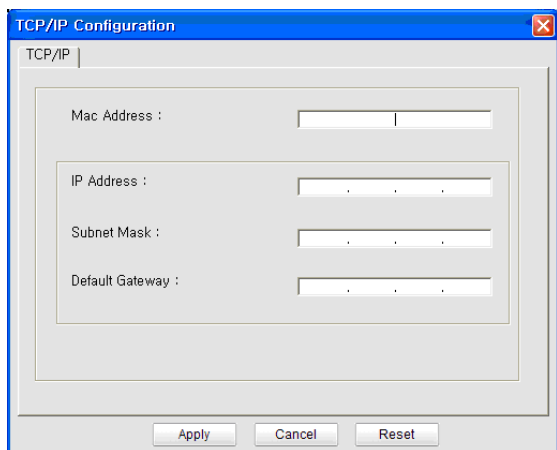 TCP/IP Configuration
TCP/IP
Mac Address :
IP Address :
. . .
Subnet Mask :
. . .
Default Gateway :
. . .
Apply Cancel Reset